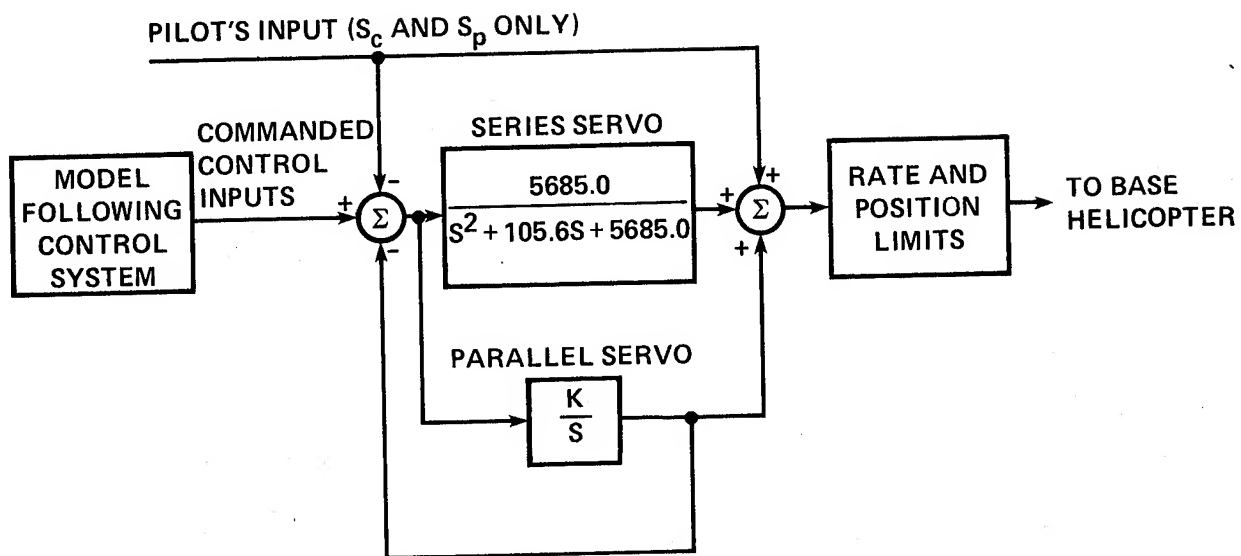 PILOT'S INPUT (Sc AND Sp ONLY)
COMMANDED
CONTROL
INPUTS
SERIES SERVO
MODEL
FOLLOWING
CONTROL
SYSTEM
+
-
-
Σ
5685.0
S2 + 105.6S + 5685.0
+
+
+
Σ
RATE AND
POSITION
LIMITS
TO BASE
HELICOPTER
PARALLEL SERVO
K
S